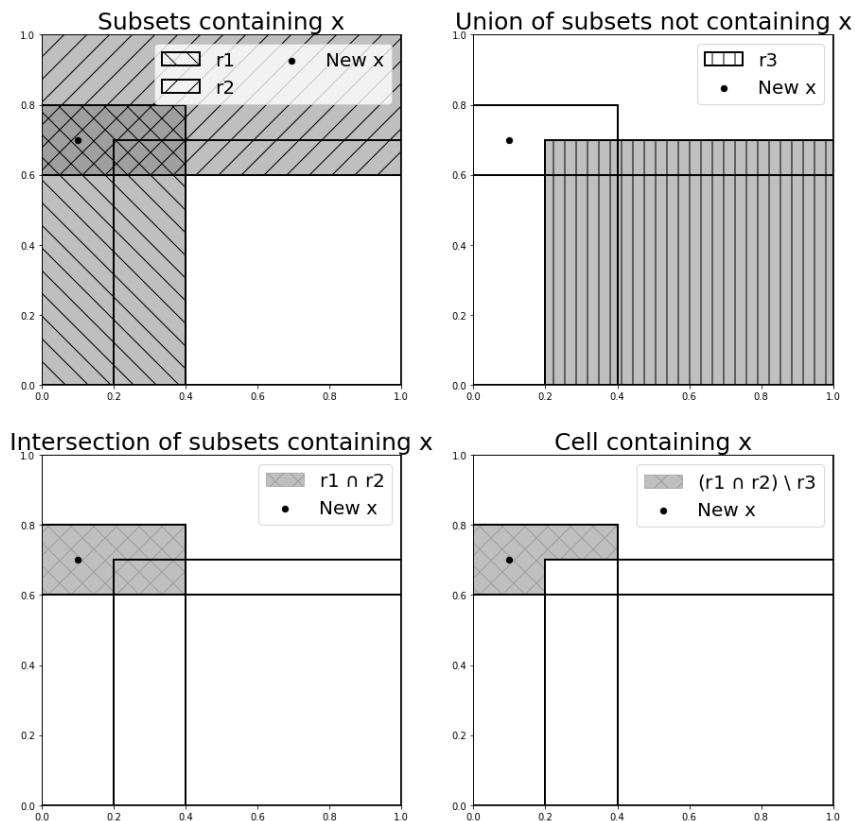 Subsets containing x
r1
r2
New x
1.0
0.8
0.6
0.4
0.2
0.0
0.0 0.2 0.4 0.6 0.8 1.0
Union of subsets not containing x
r3
New x
1.0
0.8
0.6
0.4
0.2
0.0
0.0 0.2 0.4 0.6 0.8 1.0
Intersection of subsets containing x
r1 ∩ r2
New x
1.0
0.8
0.6
0.4
0.2
0.0
0.0 0.2 0.4 0.6 0.8 1.0
Cell containing x
(r1 ∩ r2) \ r3
New x
1.0
0.8
0.6
0.4
0.2
0.0
0.0 0.2 0.4 0.6 0.8 1.0